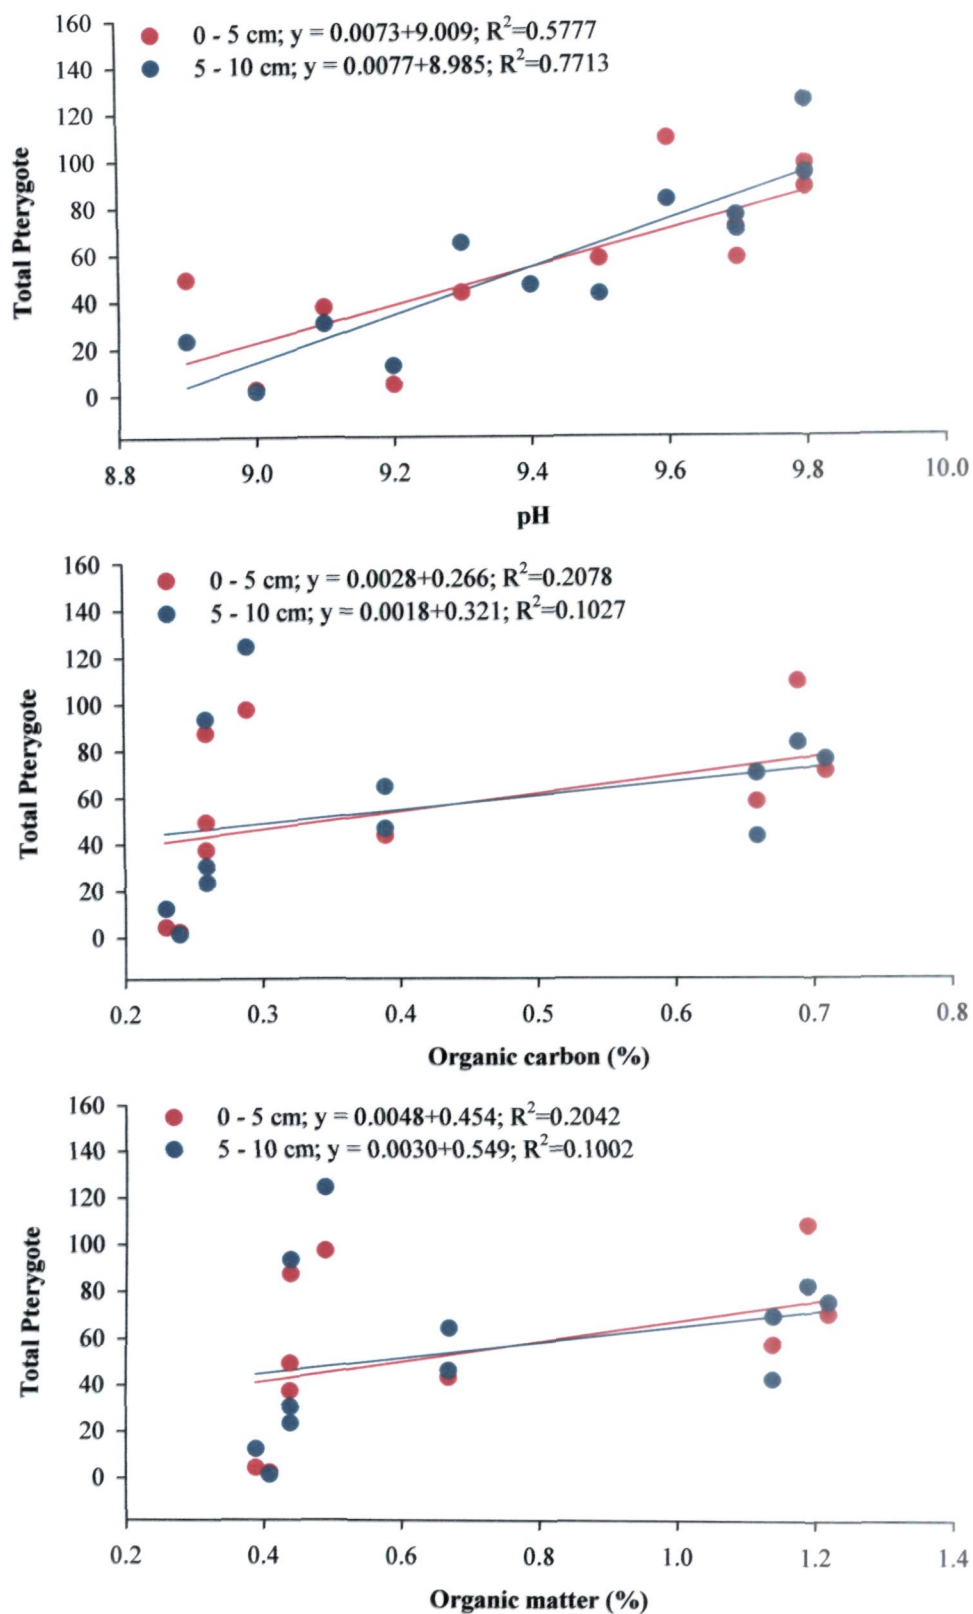 160
0 - 5 cm; y = 0.0073+9.009; R²=0.5777
140
5 - 10 cm; y = 0.0077+8.985; R²=0.7713
120
100
80
60
40
20
0
Total Pterygote
8.8 9.0 9.2 9.4 9.6 9.8 10.0
pH
160
0 - 5 cm; y = 0.0028+0.266; R²=0.2078
140
5 - 10 cm; y = 0.0018+0.321; R²=0.1027
120
100
80
60
40
20
0
Total Pterygote
0.2 0.3 0.4 0.5 0.6 0.7 0.8
Organic carbon (%)
160
0 - 5 cm; y = 0.0048+0.454; R²=0.2042
140
5 - 10 cm; y = 0.0030+0.549; R²=0.1002
120
100
80
60
40
20
0
Total Pterygote
0.2 0.4 0.6 0.8 1.0 1.2 1.4
Organic matter (%)